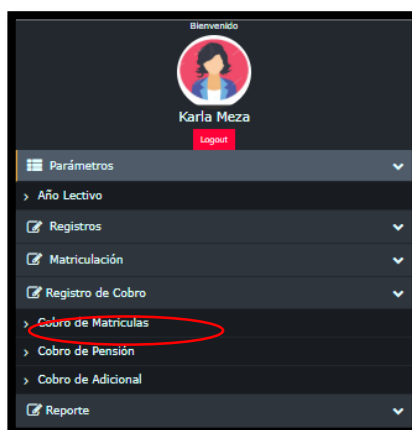 Bienvenido
Karla Meza
Logout
Parámetros
Año Lectivo
Registros
Matriculación
Registro de Cobro
Cobro de Matriculas
Cobro de Pensión
Cobro de Adicional
Reporte